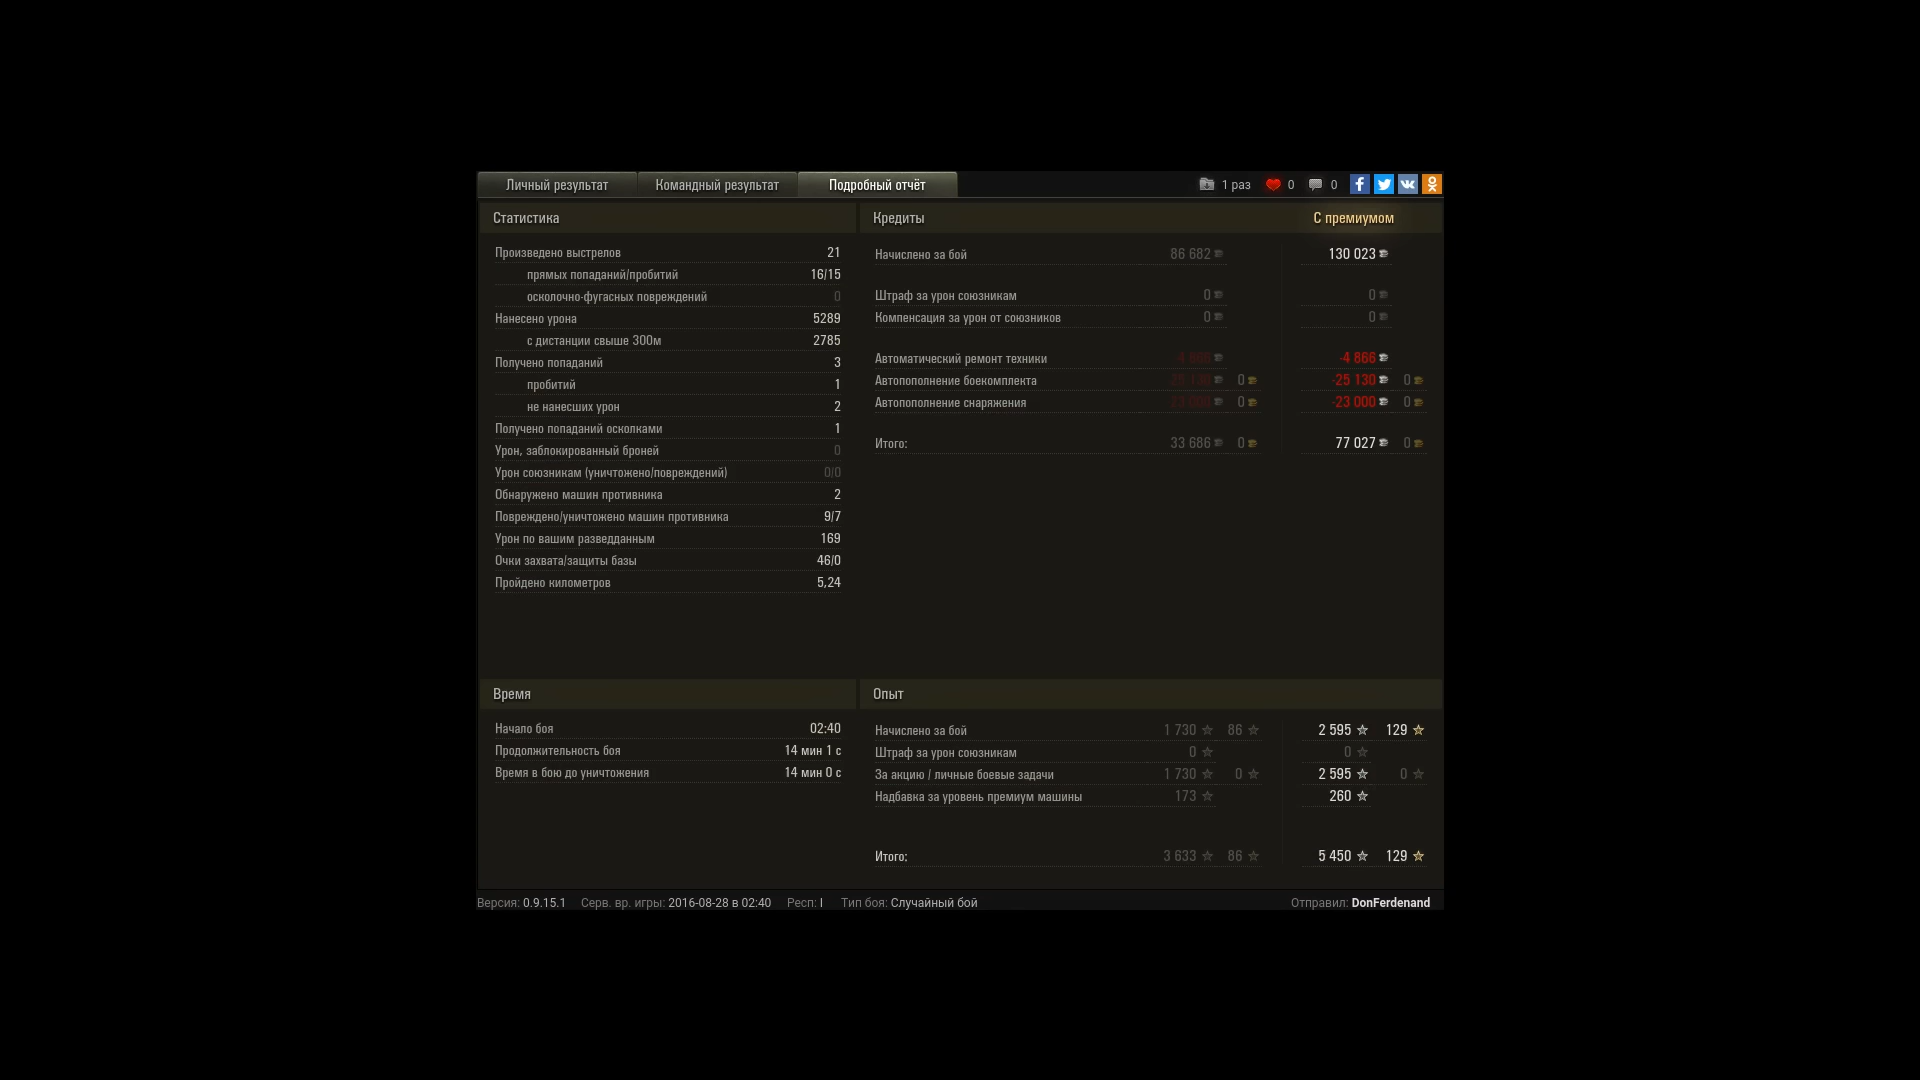 Личный результат Командный результат Подробный отчёт 1 раз 0 0
Статистика
Произведено выстрелов 21
прямых попаданий/пробитий 16/15
осколочно-фугасных повреждений 0
Нанесено урона 5289
с дистанции свыше 300м 2785
Получено попаданий 3
пробитий 1
не нанесших урон 2
Получено попаданий осколками 1
Урон, заблокированный броней 0
Урон союзникам (уничтожено/повреждений) 0/0
Обнаружено машин противника 2
Повреждено/уничтожено машин противника 9/7
Урон по вашим разведданным 169
Очки захвата/защиты базы 46/0
Пройдено километров 5,24
Кредиты С премиумом
Начислено за бой 86 682 130 023
Штраф за урон союзникам 0 0
Компенсация за урон от союзников 0 0
Автоматический ремонт техники -4 866 -4 866
Автопополнение боекомплекта -25 130 0 -25 130 0
Автопополнение снаряжения -23 000 0 -23 000 0
Итого: 33 686 0 77 027 0
Время
Начало боя 02:40
Продолжительность боя 14 мин 1 с
Время в бою до уничтожения 14 мин 0 с
Опыт
Начислено за бой 1 730 86 2 595 129
Штраф за урон союзникам 0 0
За акцию / личные боевые задачи 1 730 0 2 595 0
Надбавка за уровень премиум машины 173 260
Итого: 3 633 86 5 450 129
Версия: 0.9.15.1 Серв. вр. игры: 2016-08-28 в 02:40 Респ: I Тип боя: Случайный бой Отправил: DonFerdenand